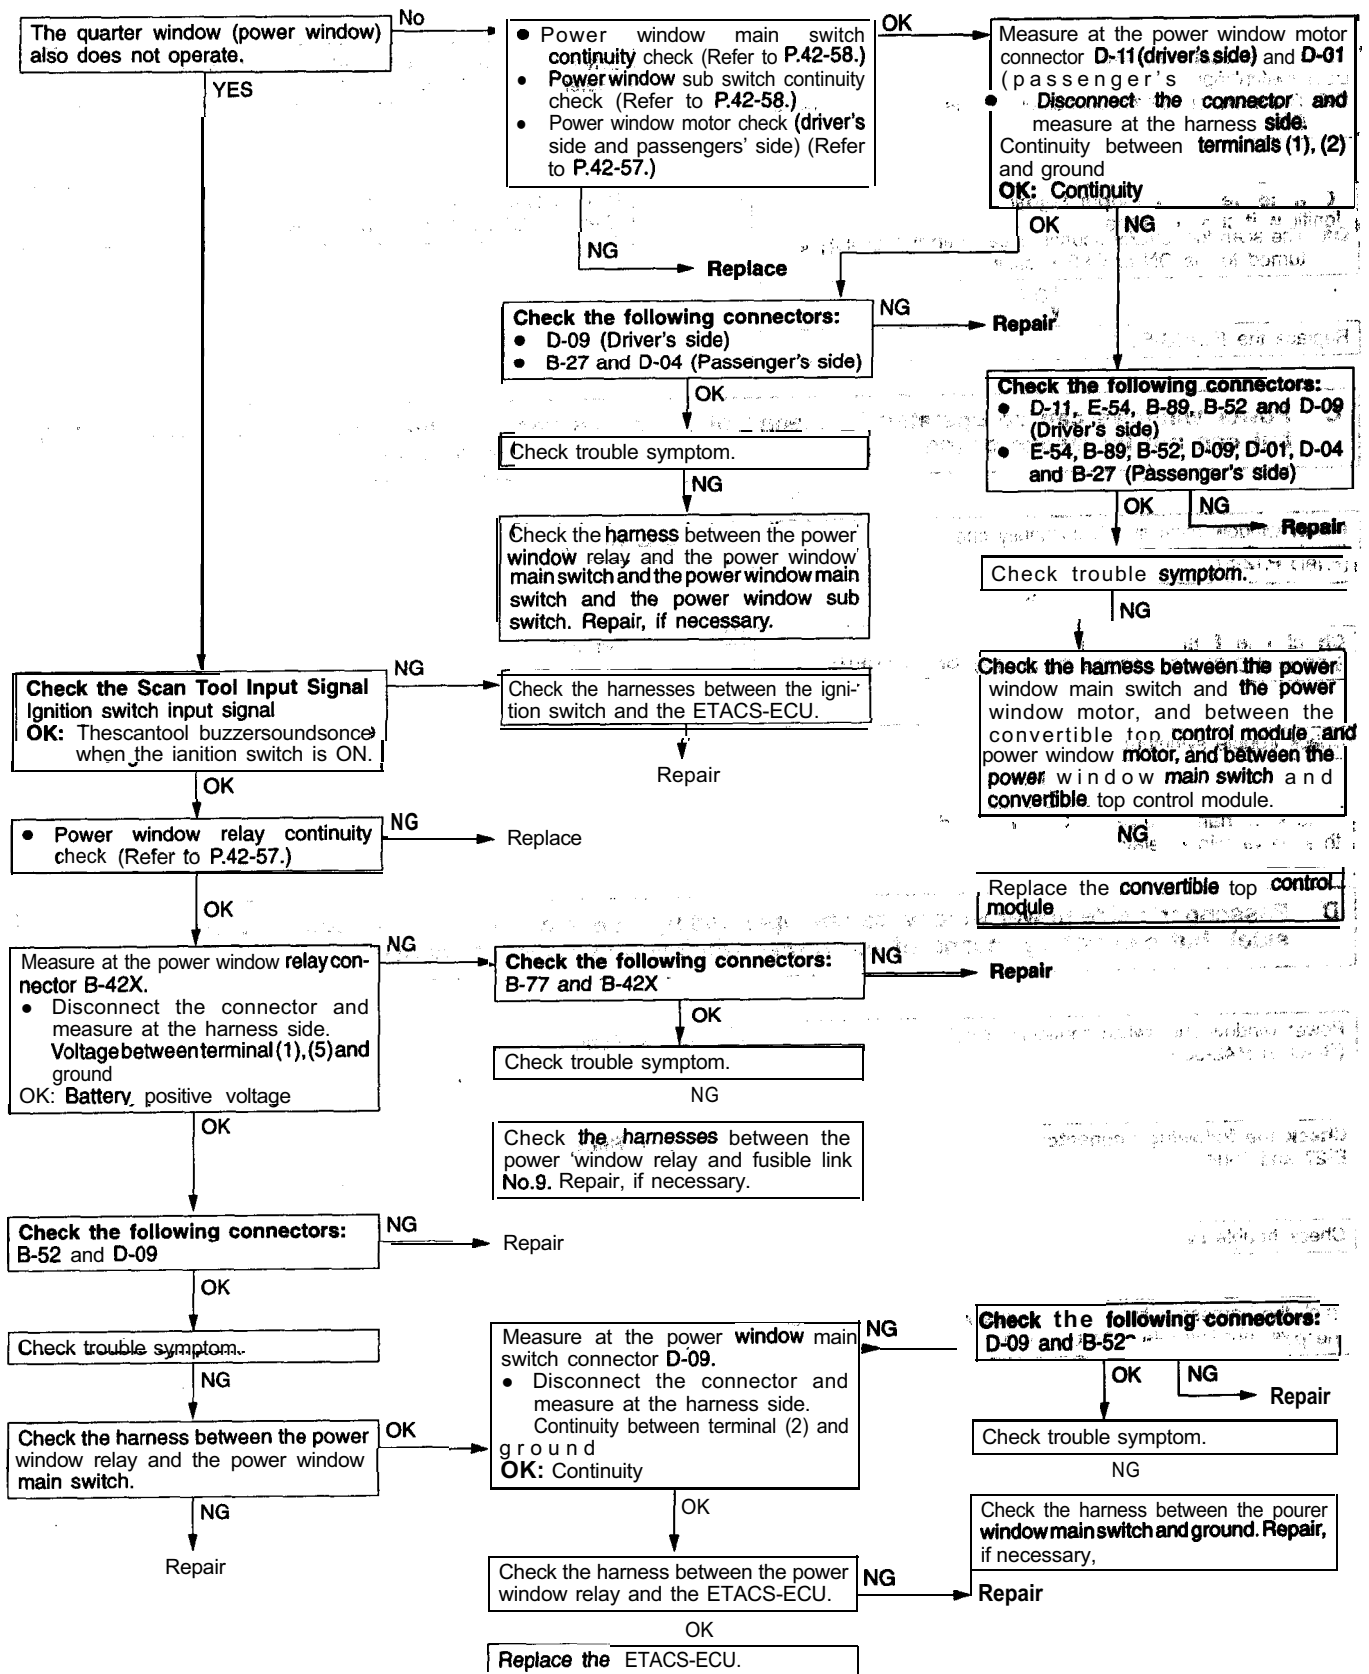 The quarter window (power window)
also does not operate.
No
YES
● Power window main switch
continuity check (Refer to P.42-58.)
● Power window sub switch continuity
check (Refer to P.42-58.)
● Power window motor check (driver's
side and passengers' side) (Refer
to P.42-57.)
OK
NG
Replace
Measure at the power window motor
connector D-11 (driver's side) and D-01
(passenger's
● Disconnect the connector and
measure at the harness side.
Continuity between terminals (1), (2)
and ground
OK: Continuity
OK
NG
Check the following connectors:
● D-09 (Driver's side)
● B-27 and D-04 (Passenger's side)
NG
Repair
OK
Check trouble symptom.
NG
Check the harness between the power
window relay and the power window
main switch and the power window main
switch and the power window sub
switch. Repair, if necessary.
Check the following connectors:
● D-11, E-54, B-89, B-52 and D-09
(Driver's side)
● E-54, B-89, B-52, D-09, D-01, D-04
and B-27 (Passenger's side)
OK
NG
Repair
Check trouble symptom.
NG
Check the harness between the power
window main switch and the power
window motor, and between the
convertible top control module and
power window motor, and between the
power window main switch and
convertible top control module.
NG
Replace the convertible top control
module
Check the Scan Tool Input Signal
Ignition switch input signal
OK: Thescantool buzzersoundsonce
when the ianition switch is ON.
NG
Check the harnesses between the igni-
tion switch and the ETACS-ECU.
Repair
OK
● Power window relay continuity
check (Refer to P.42-57.)
NG
Replace
OK
Measure at the power window relay con-
nector B-42X.
● Disconnect the connector and
measure at the harness side.
Voltage between terminal (1), (5) and
ground
OK: Battery positive voltage
NG
Check the following connectors:
B-77 and B-42X
NG
Repair
OK
Check trouble symptom.
NG
Check the harnesses between the
power window relay and fusible link
No.9. Repair, if necessary.
OK
Check the following connectors:
B-52 and D-09
NG
Repair
OK
Check trouble symptom.
NG
Check the harness between the power
window relay and the power window
main switch.
OK
NG
Repair
Measure at the power window main
switch connector D-09.
● Disconnect the connector and
measure at the harness side.
Continuity between terminal (2) and
ground
OK: Continuity
NG
Check the following connectors:
D-09 and B-52
OK
NG
Repair
Check trouble symptom.
NG
Check the harness between the pourer
window main switch and ground. Repair,
if necessary,
OK
Check the harness between the power
window relay and the ETACS-ECU.
NG
Repair
OK
Replace the ETACS-ECU.